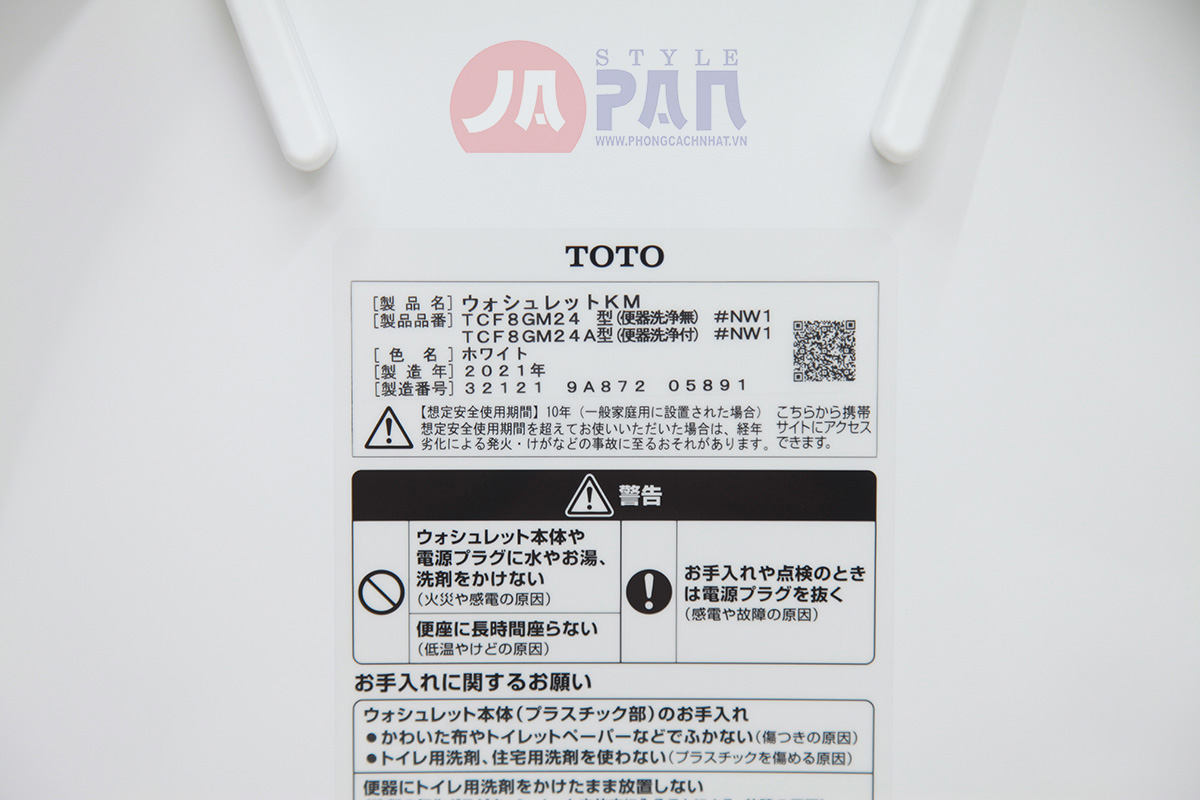 STYLE
JAPAN
WWW.PHONGCACHNHAT.VN
TOTO
[製品名] ウォシュレットKM
[製品品番] TCF8GM24 型(便器洗浄無) #NW1
TCF8GM24A型(便器洗浄付) #NW1
[色名] ホワイト
[製造年] 2021年
[製造番号] 32121 9A872 05891
【想定安全使用期間】10年（一般家庭用に設置された場合）
想定安全使用期間を超えてお使いいただいた場合は、経年
劣化による発火・けがなどの事故に至るおそれがあります。
こちらから携帯
サイトにアクセス
できます。
警告
ウォシュレット本体や
電源プラグに水やお湯、
洗剤をかけない
(火災や感電の原因)
便座に長時間座らない
(低温やけどの原因)
お手入れや点検のとき
は電源プラグを抜く
(感電や故障の原因)
お手入れに関するお願い
ウォシュレット本体(プラスチック部)のお手入れ
●かわいた布やトイレットペーパーなどでふかない(傷つきの原因)
●トイレ用洗剤、住宅用洗剤を使わない(プラスチックを傷める原因)
便器にトイレ用洗剤をかけたまま放置しない